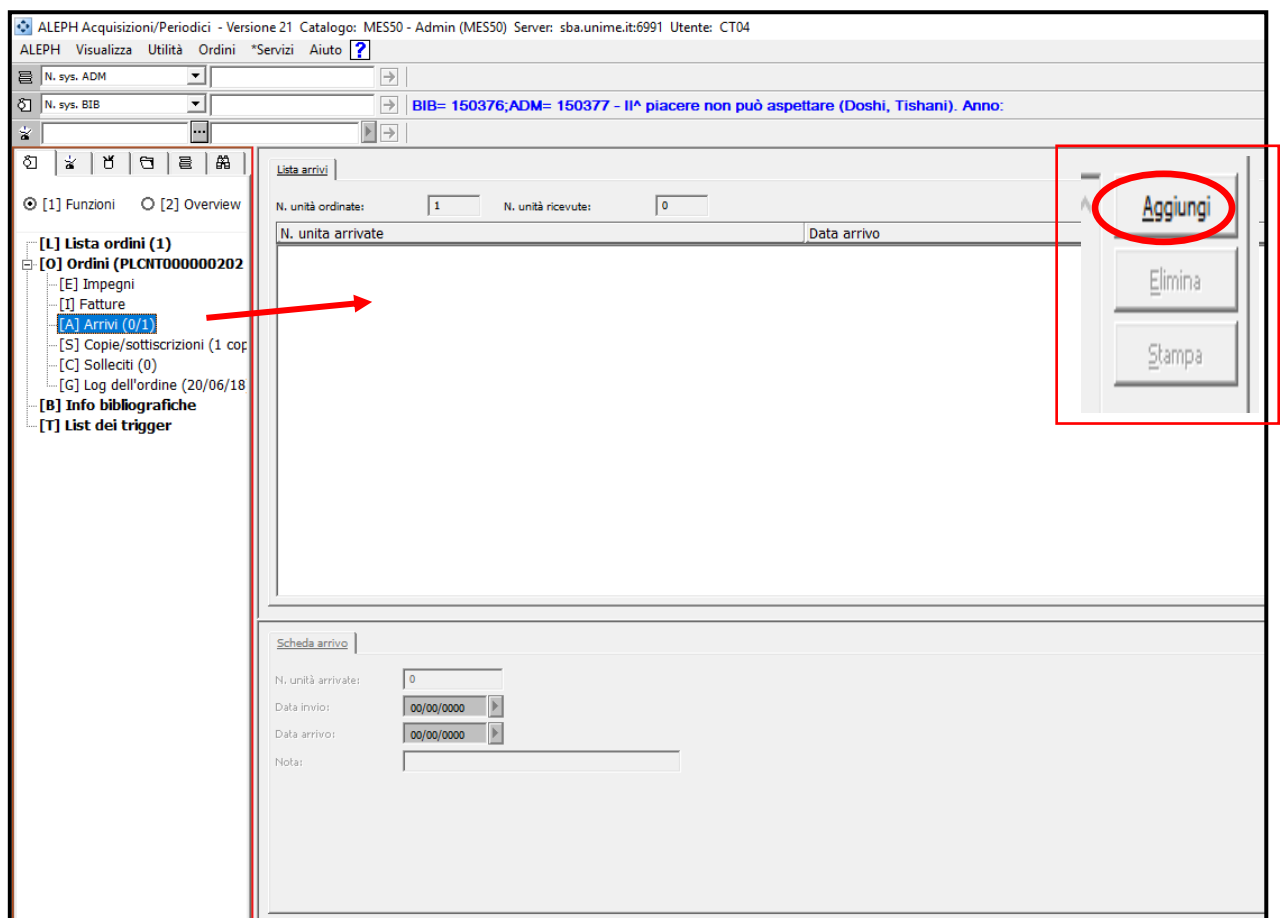 ALEPH Acquisizioni/Periodici - Versione 21 Catalogo: MES50 - Admin (MES50) Server: sba.unime.it:6991 Utente: CT04
ALEPH Visualizza Utilità Ordini *Servizi Aiuto ?
N. sys. ADM
N. sys. BIB
BIB= 150376;ADM= 150377 - Il^ piacere non può aspettare (Doshi, Tishani). Anno:
[1] Funzioni [2] Overview
[L] Lista ordini (1)
[O] Ordini (PLCNT000000202
[E] Impegni
[I] Fatture
[A] Arrivi (0/1)
[S] Copie/sottiscrizioni (1 cop
[C] Solleciti (0)
[G] Log dell'ordine (20/06/18
[B] Info bibliografiche
[T] List dei trigger
Lista arrivi
N. unità ordinate: 1 N. unità ricevute: 0
N. unita arrivate Data arrivo
Aggiungi
Elimina
Stampa
Scheda arrivo
N. unità arrivate: 0
Data invio: 00/00/0000
Data arrivo: 00/00/0000
Nota: